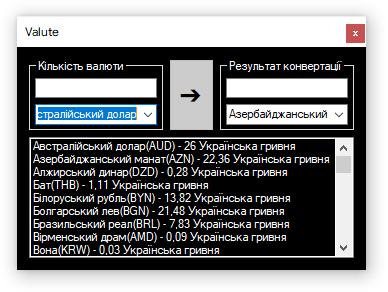 Valute
x
Кількість валюти
Результат конвертації
➔
стралійський долар
Азербайджанський
Австралійський долар(AUD) - 26 Українська гривня
Азербайджанський манат(AZN) - 22,36 Українська гривня
Алжирський динар(DZD) - 0,28 Українська гривня
Бат(THB) - 1,11 Українська гривня
Білоруський рубль(BYN) - 13,82 Українська гривня
Болгарський лев(BGN) - 21,48 Українська гривня
Бразильський реал(BRL) - 7,83 Українська гривня
Вірменський драм(AMD) - 0,09 Українська гривня
Вона(KRW) - 0,03 Українська гривня